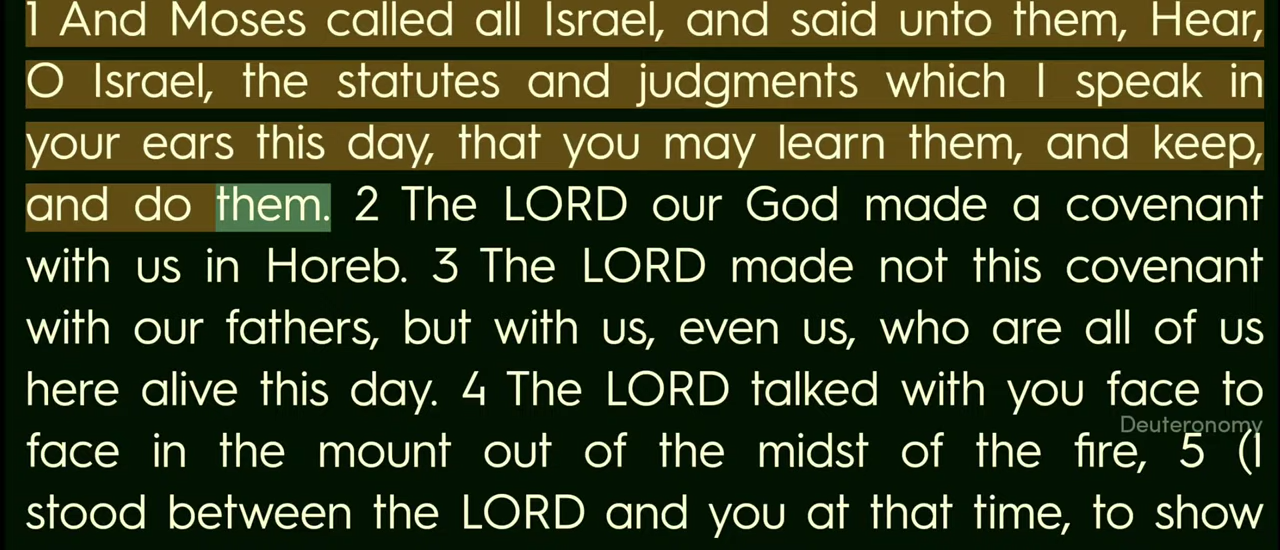 1 And Moses called all Israel, and said unto them, Hear,
O Israel, the statutes and judgments which I speak in
your ears this day, that you may learn them, and keep,
and do them. 2 The LORD our God made a covenant
with us in Horeb. 3 The LORD made not this covenant
with our fathers, but with us, even us, who are all of us
here alive this day. 4 The LORD talked with you face to
Deuteronomy
face in the mount out of the midst of the fire, 5 (I
stood between the LORD and you at that time, to show